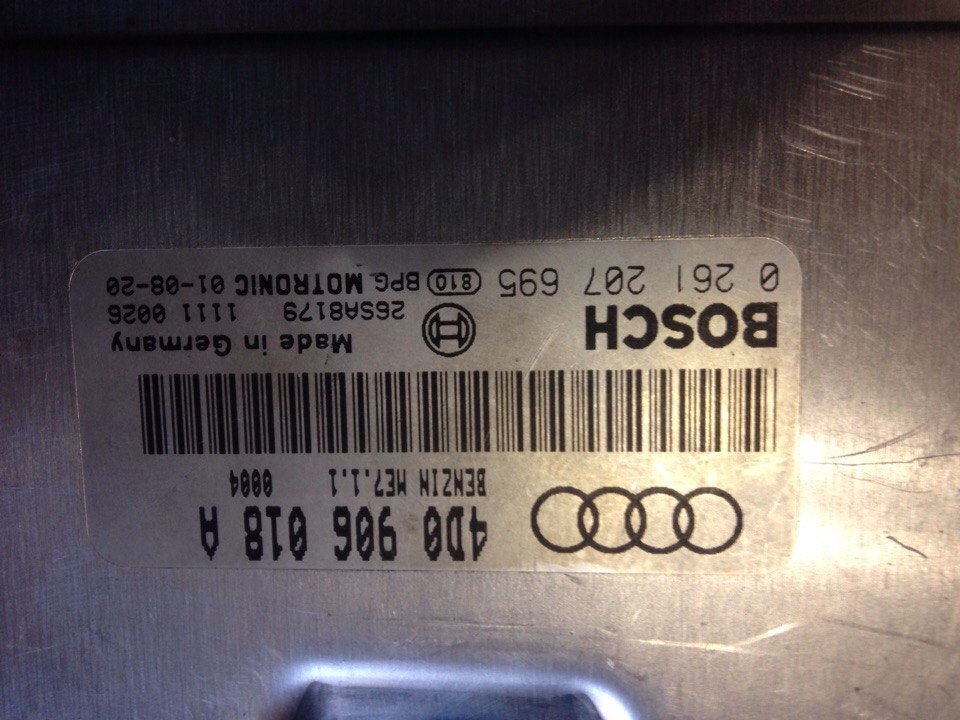 4D0 906 018 A
BENZIN ME7.1.1 0004
BOSCH Made in Germany
26SA8179 1111 0026
0 261 207 695 810 BPG. MOTRONIC 01-08-20